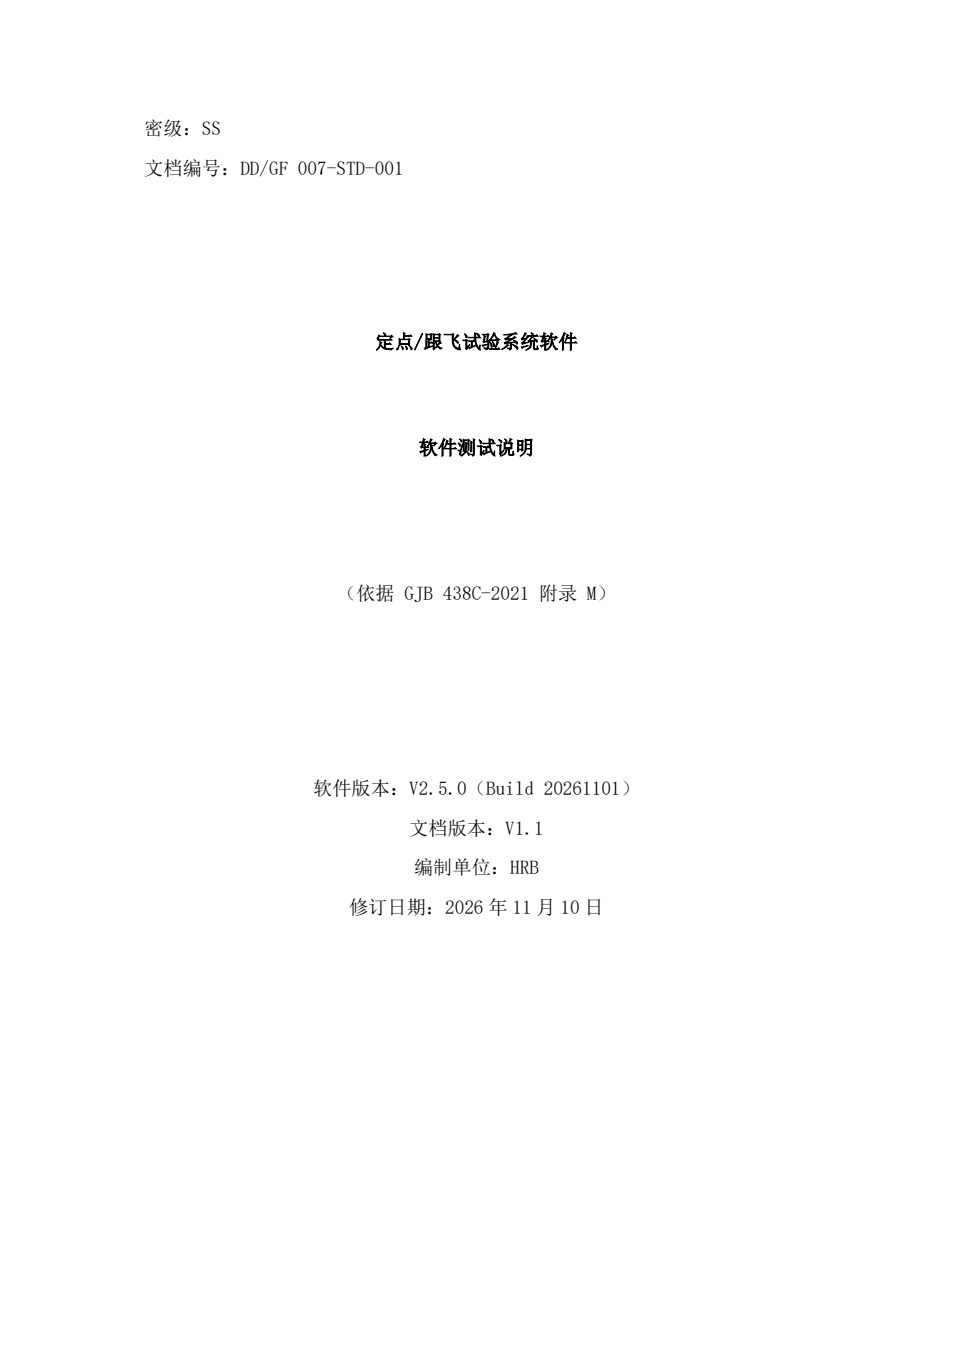 密级：SS
文档编号：DD/GF 007-STD-001
定点/跟飞试验系统软件
软件测试说明
（依据 GJB 438C-2021 附录 M）
软件版本：V2.5.0（Build 20261101）
文档版本：V1.1
编制单位：HRB
修订日期：2026 年 11 月 10 日